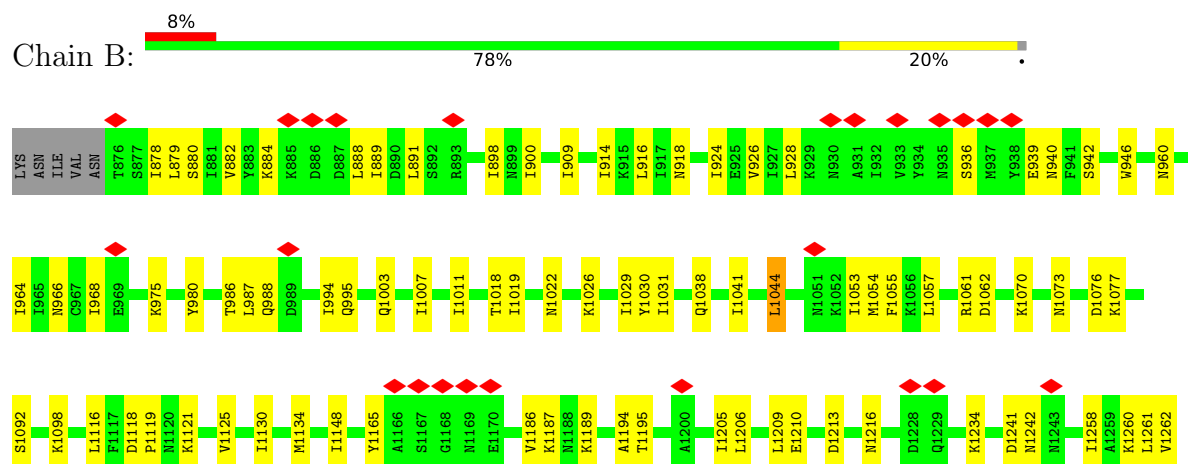 8%
Chain B:
78% 20% •
LYS ASN ILE VAL ASN T876 S877 I878 L879 S880 I881 V882 Y883 K884 K885 D886 D887 L888 I889 D890 L891 S892 R893 I898 N899 I900 I909 I914 K915 L916 I917 N918 I924 E925 V926 I927 L928 K929 N930 A931 I932 V933 Y934 N935 S936 M937 Y938 E939 N940 F941 S942 W946 N960
I964 I965 N966 C967 I968 E969 K975 Y980 T986 L987 Q988 D989 I994 Q995 Q1003 I1007 I1011 T1018 I1019 N1022 K1026 I1029 Y1030 I1031 Q1038 I1041 L1044 N1051 K1052 I1053 M1054 F1055 K1056 L1057 R1061 D1062 K1070 N1073 D1076 K1077
S1092 K1098 L1116 F1117 D1118 P1119 N1120 K1121 V1125 I1130 M1134 I1148 Y1165 A1166 S1167 G1168 N1169 E1170 V1186 K1187 N1188 K1189 A1194 T1195 A1200 I1205 L1206 L1209 E1210 D1213 N1216 D1228 Q1229 K1234 D1241 N1242 N1243 I1258 A1259 K1260 L1261 V1262